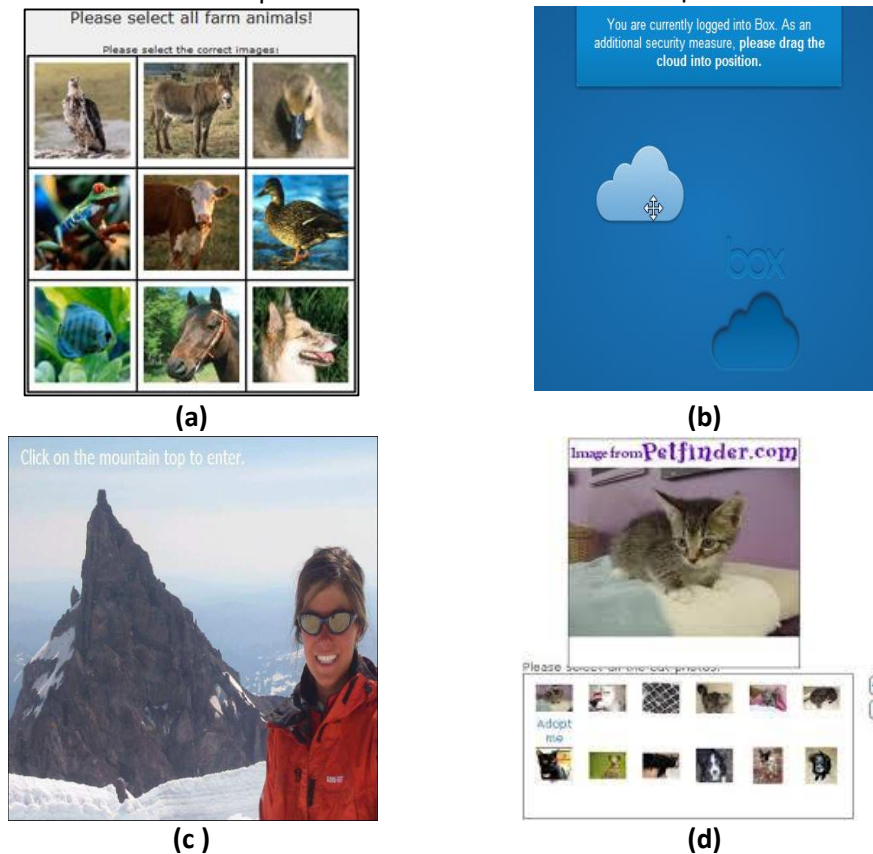 Please select all farm animals!
Please select the correct images:
You are currently logged into Box. As an
additional security measure, please drag the
cloud into position.
box
(a)
(b)
Click on the mountain top to enter.
Image from Petfinder.com
Please select all the cat photos:
Adopt
me
(c )
(d)